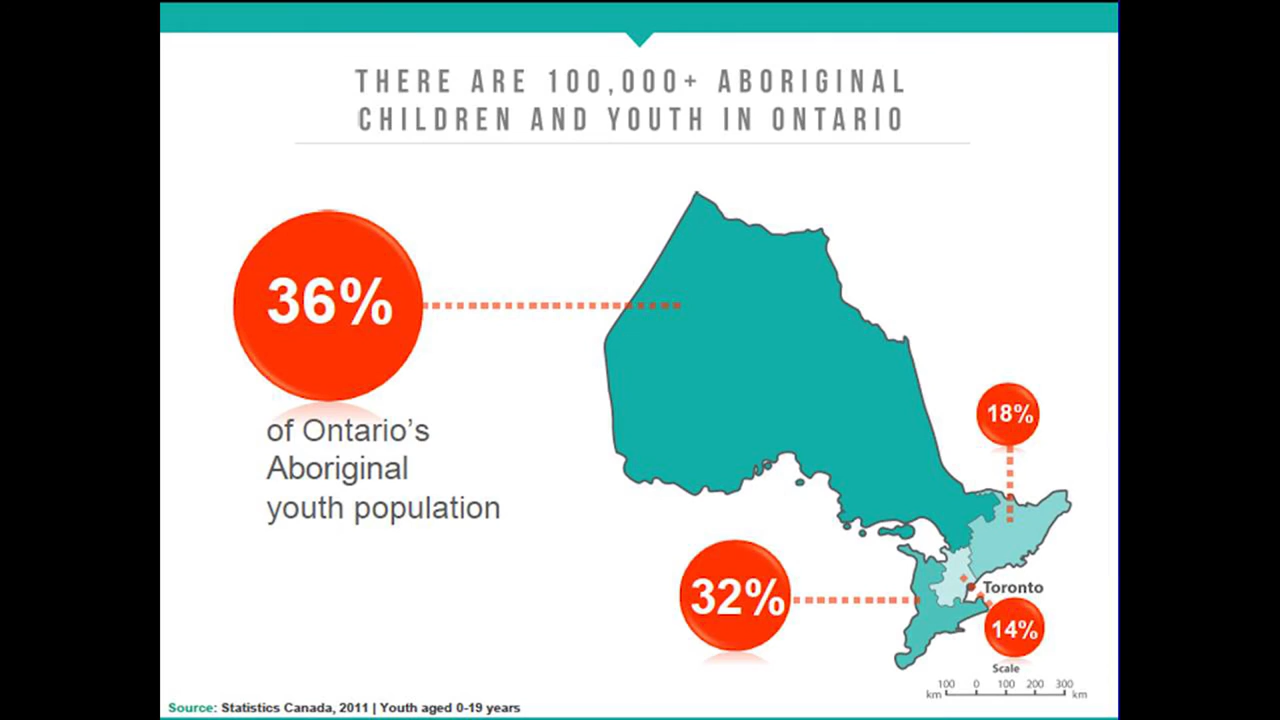 THERE ARE 100,000+ ABORIGINAL
CHILDREN AND YOUTH IN ONTARIO
36%
of Ontario's
Aboriginal
youth population
18%
32%
Toronto
14%
Scale
100 0 100 200 300
km km
Source: Statistics Canada, 2011 | Youth aged 0-19 years